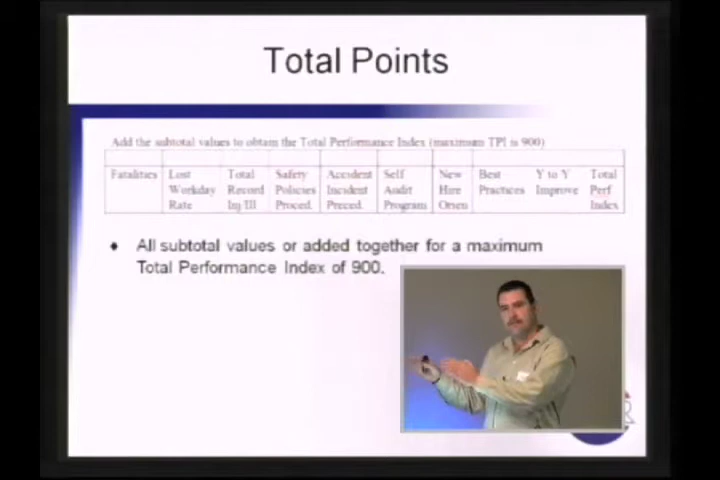 Total Points
Add the subtotal values to obtain the Total Performance Index (maximum TPI is 900)
Fatalities Lost Total Safety Accident Self New Best Y to Y Total
Workday Record Policies Incident Audit Hire Practices Improve Perf
Rate Inj/Ill Proced. Proced. Program Orien Index
♦ All subtotal values or added together for a maximum
Total Performance Index of 900.